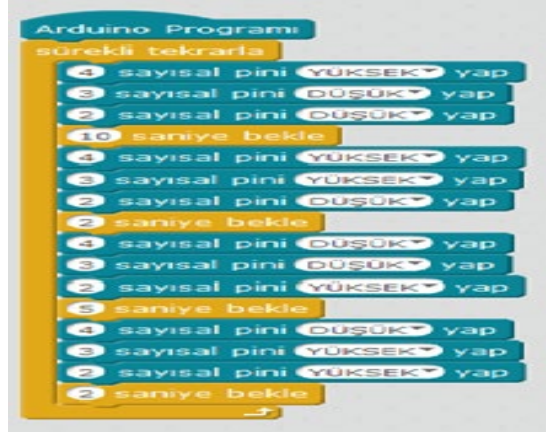 Arduino Programı
sürekli tekrarla
4 sayısal pini YÜKSEK yap
3 sayısal pini DÜŞÜK yap
2 sayısal pini DÜŞÜK yap
10 saniye bekle
4 sayısal pini YÜKSEK yap
3 sayısal pini YÜKSEK yap
2 sayısal pini DÜŞÜK yap
2 saniye bekle
4 sayısal pini DÜŞÜK yap
3 sayısal pini DÜŞÜK yap
2 sayısal pini YÜKSEK yap
5 saniye bekle
4 sayısal pini DÜŞÜK yap
3 sayısal pini YÜKSEK yap
2 sayısal pini YÜKSEK yap
2 saniye bekle